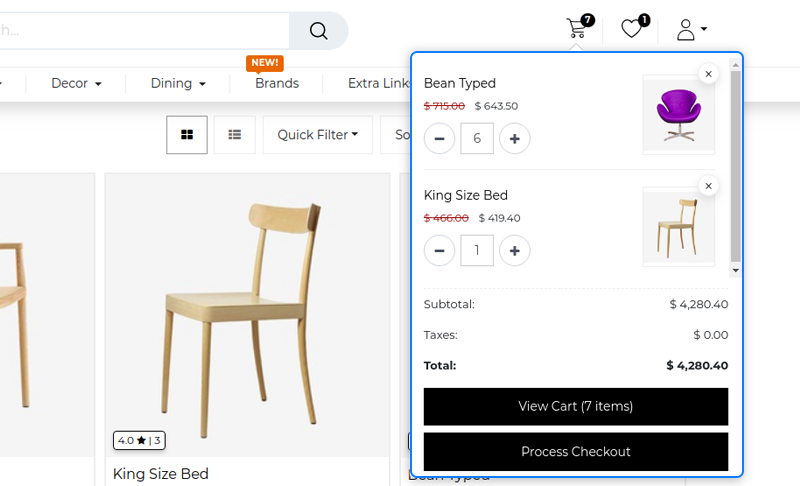 h...
7
1
NEW!
Decor
Dining
Brands
Extra Link
Quick Filter
So
Bean Typed
$ 715.00 $ 643.50
6
King Size Bed
$ 466.00 $ 419.40
1
Subtotal: $ 4,280.40
Taxes: $ 0.00
Total: $ 4,280.40
View Cart (7 items)
Process Checkout
4.0 ★ | 3
King Size Bed
Bean Typed